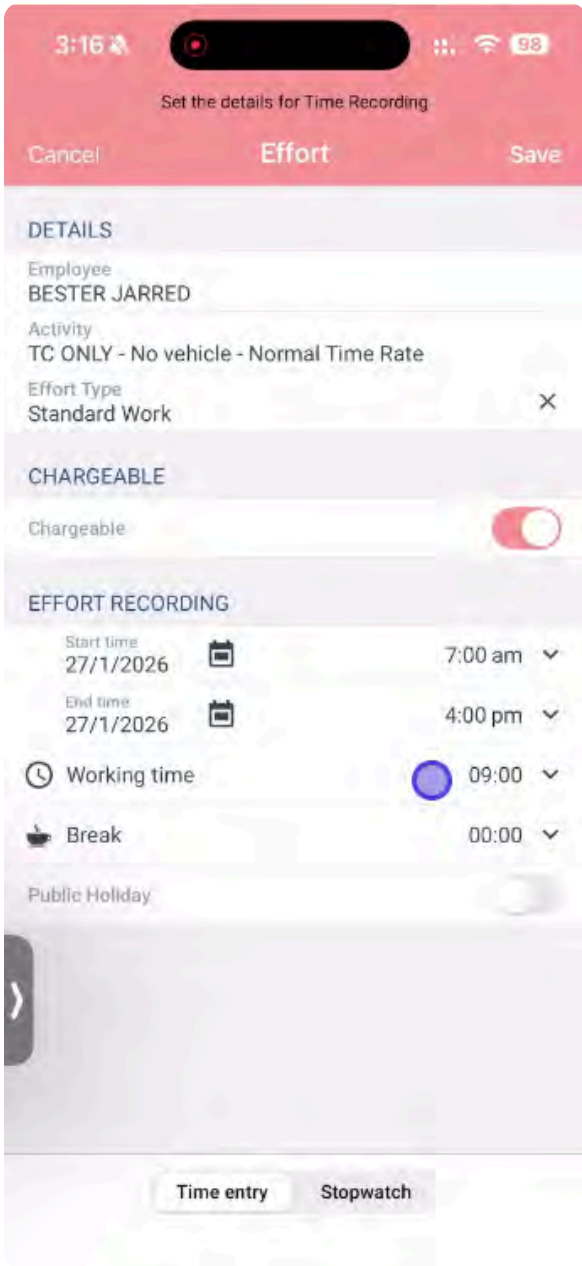 3:16
98
Set the details for Time Recording
Cancel
Effort
Save
DETAILS
Employee
BESTER JARRED
Activity
TC ONLY - No vehicle - Normal Time Rate
Effort Type
Standard Work
CHARGEABLE
Chargeable
EFFORT RECORDING
Start time
27/1/2026
7:00 am
End time
27/1/2026
4:00 pm
Working time
09:00
Break
00:00
Public Holiday
Time entry
Stopwatch